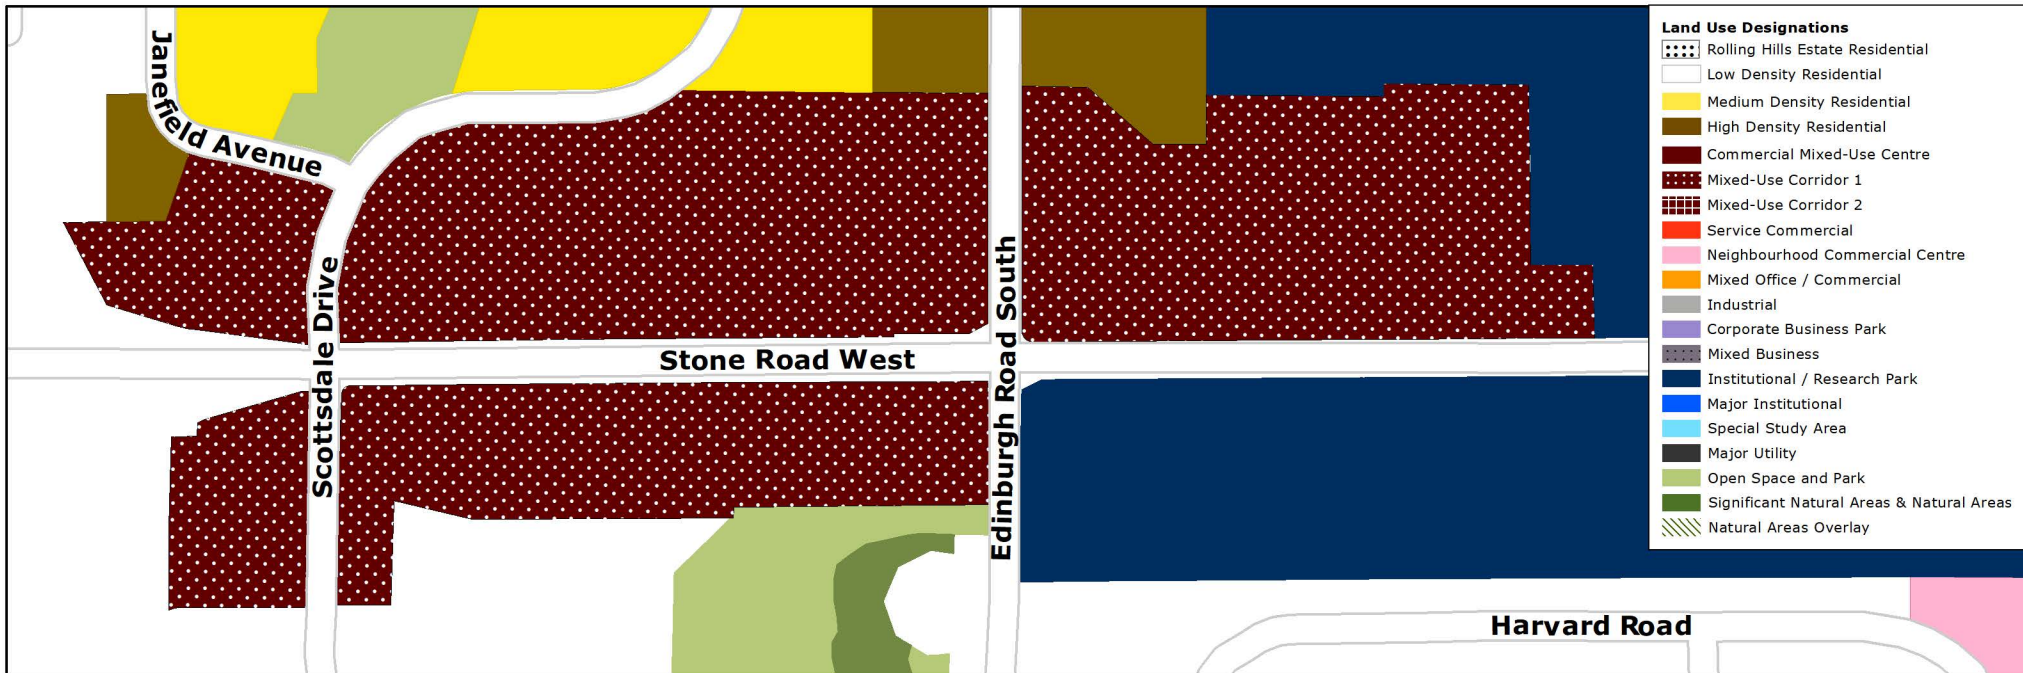 Janefield Avenue
Scottsdale Drive
Stone Road West
Edinburgh Road South
Harvard Road
Land Use Designations
Rolling Hills Estate Residential
Low Density Residential
Medium Density Residential
High Density Residential
Commercial Mixed-Use Centre
Mixed-Use Corridor 1
Mixed-Use Corridor 2
Service Commercial
Neighbourhood Commercial Centre
Mixed Office / Commercial
Industrial
Corporate Business Park
Mixed Business
Institutional / Research Park
Major Institutional
Special Study Area
Major Utility
Open Space and Park
Significant Natural Areas & Natural Areas
Natural Areas Overlay